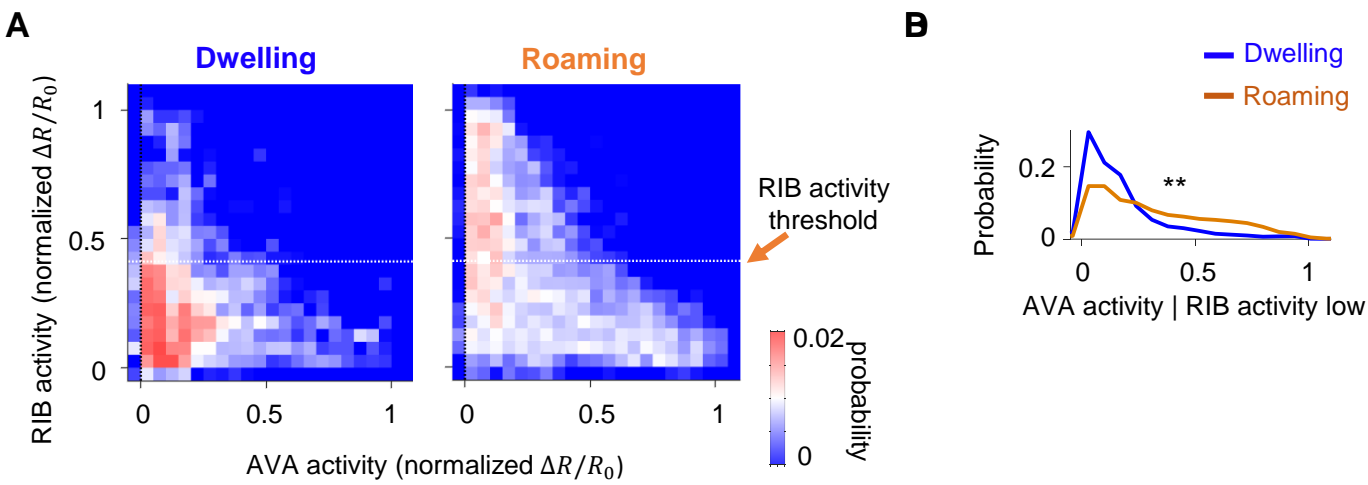 A
Dwelling
Roaming
RIB activity (normalized ΔR/R₀)
1
0.5
0
0
0.5
1
0
0.5
1
AVA activity (normalized ΔR/R₀)
RIB activity
threshold
0.02
0
probability
Dwelling
Roaming
Probability
0.2
0
**
0
0.5
1
AVA activity | RIB activity low